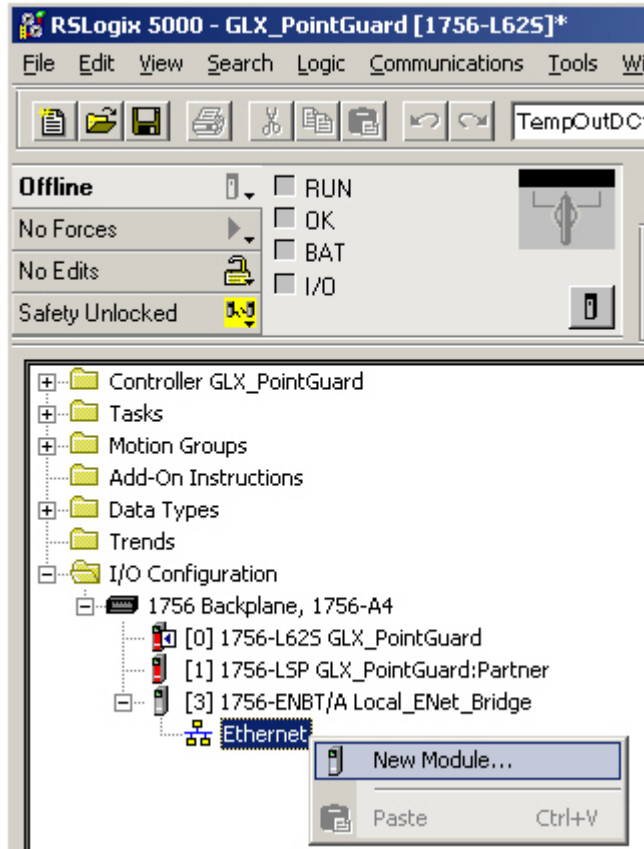 RSLogix 5000 - GLX_PointGuard [1756-L62S]*
File Edit View Search Logic Communications Tools
TempOutDC
Offline
RUN
No Forces
OK
No Edits
BAT
Safety Unlocked
I/O
Controller GLX_PointGuard
Tasks
Motion Groups
Add-On Instructions
Data Types
Trends
I/O Configuration
1756 Backplane, 1756-A4
[0] 1756-L62S GLX_PointGuard
[1] 1756-LSP GLX_PointGuard:Partner
[3] 1756-ENBT/A Local_ENet_Bridge
Ethernet
New Module...
Paste Ctrl+V